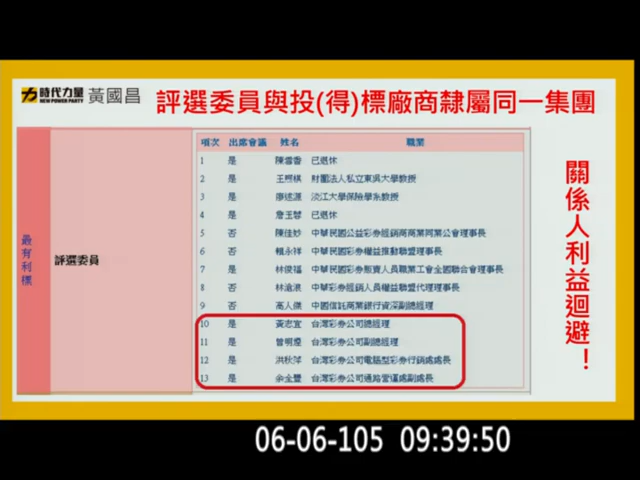 時代力量
NEW POWER PARTY
黃國昌
評選委員與投(得)標廠商隸屬同一集團
關係人利益迴避！
最有利標
評選委員
項次 出席會議 姓名 職業
1 是 陳雪香 已退休
2 是 王照棋 財團法人私立東吳大學教授
3 是 廖述源 淡江大學保險學系教授
4 是 詹玉琴 已退休
5 否 陳佳妙 中華民國公益彩券經銷商商業同業公會理事長
6 否 賴永祥 中華民國彩券權益推動聯盟理事長
7 是 林俊福 中華民國彩券販賣人員職業工會全國聯合會理事長
8 否 林滄浪 中華彩券經銷人員權益聯盟代理理事長
9 否 高人傑 中國信託商業銀行資深副總經理
10 是 黃志宜 台灣彩券公司總經理
11 是 曾明慶 台灣彩券公司副總經理
12 是 洪秋萍 台灣彩券公司電腦型彩券行銷處處長
13 是 余全豐 台灣彩券公司通路營運處副處長
06-06-105 09:39:50